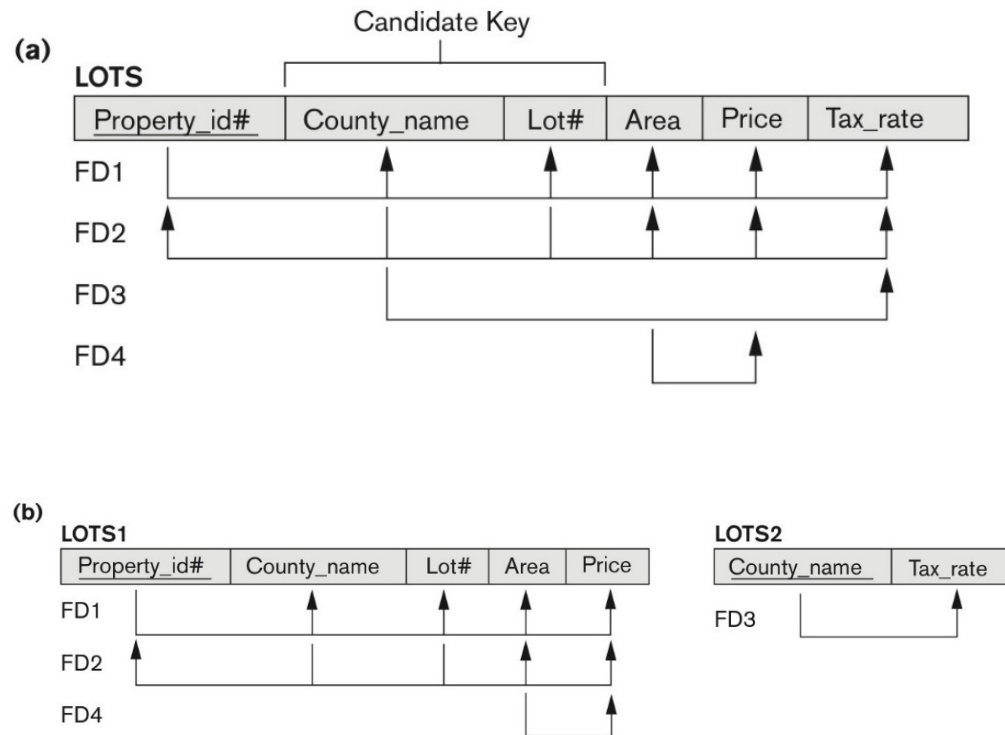 Candidate Key
(a)
LOTS
Property_id# County_name Lot# Area Price Tax_rate
FD1
FD2
FD3
FD4
(b)
LOTS1 LOTS2
Property_id# County_name Lot# Area Price County_name Tax_rate
FD1 FD3
FD2
FD4